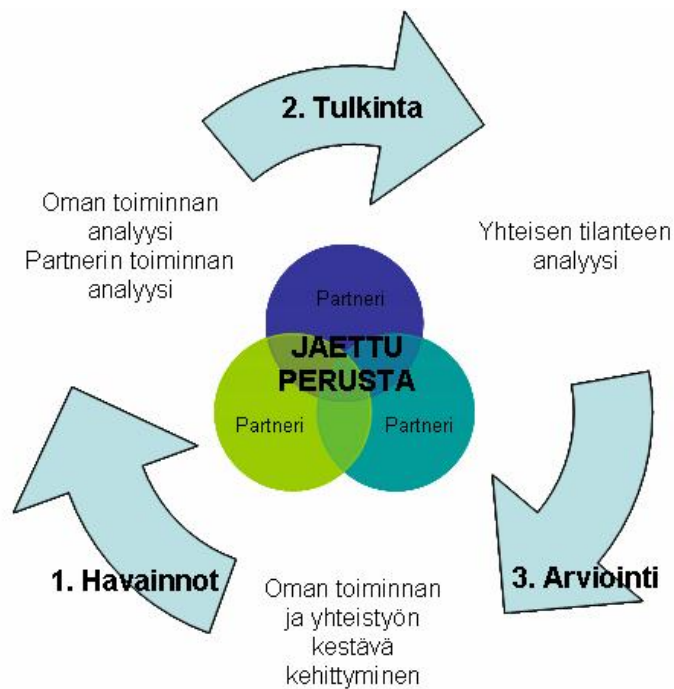 2. Tulkinta
Oman toiminnan
analyysi
Partnerin toiminnan
analyysi
Yhteisen tilanteen
analyysi
Partneri
JAETTU
PERUSTA
Partneri
Partneri
1. Havainnot
3. Arviointi
Oman toiminnan
ja yhteistyön
kestävä
kehittyminen